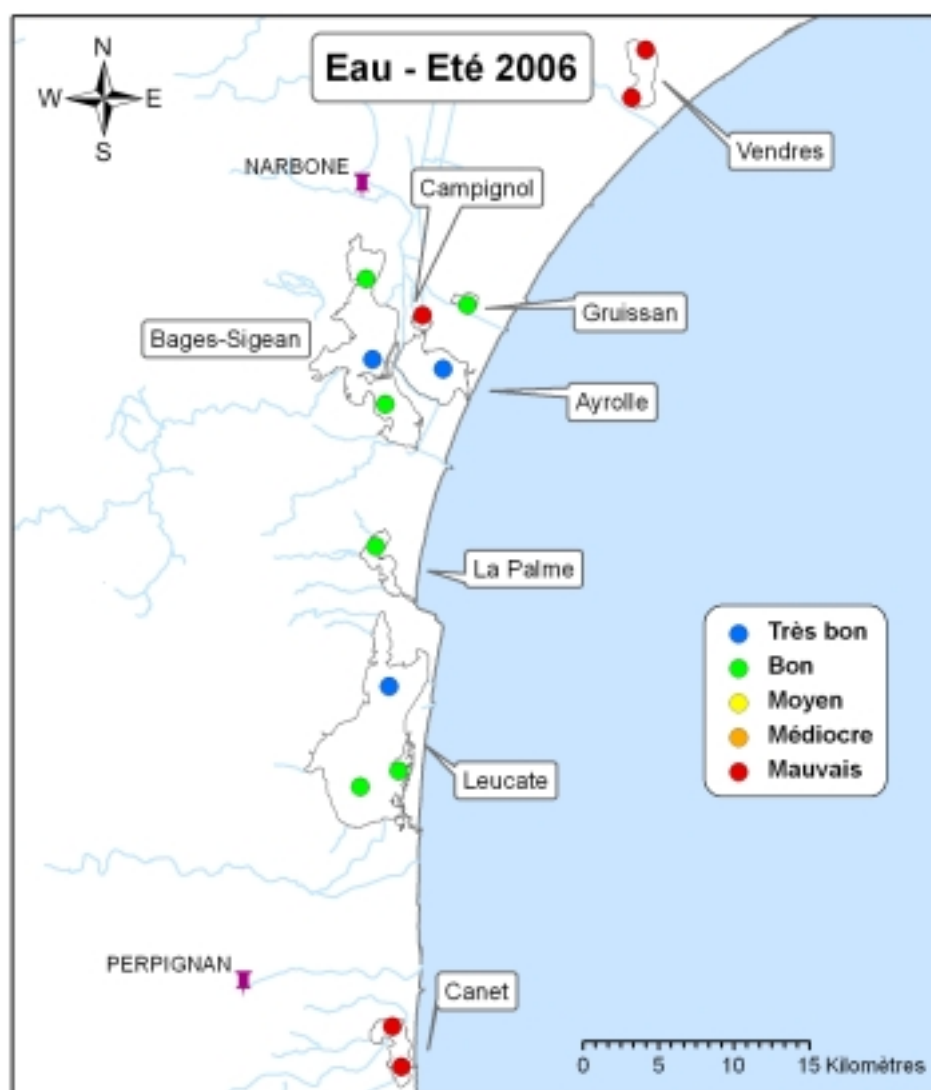 Eau - Eté 2006
N
W E
S
Vendres
NARBONE
Campignol
Gruissan
Bages-Sigean
Ayrolle
La Palme
Très bon
Bon
Moyen
Médiocre
Mauvais
Leucate
PERPIGNAN
Canet
0 5 10 15 Kilomètres